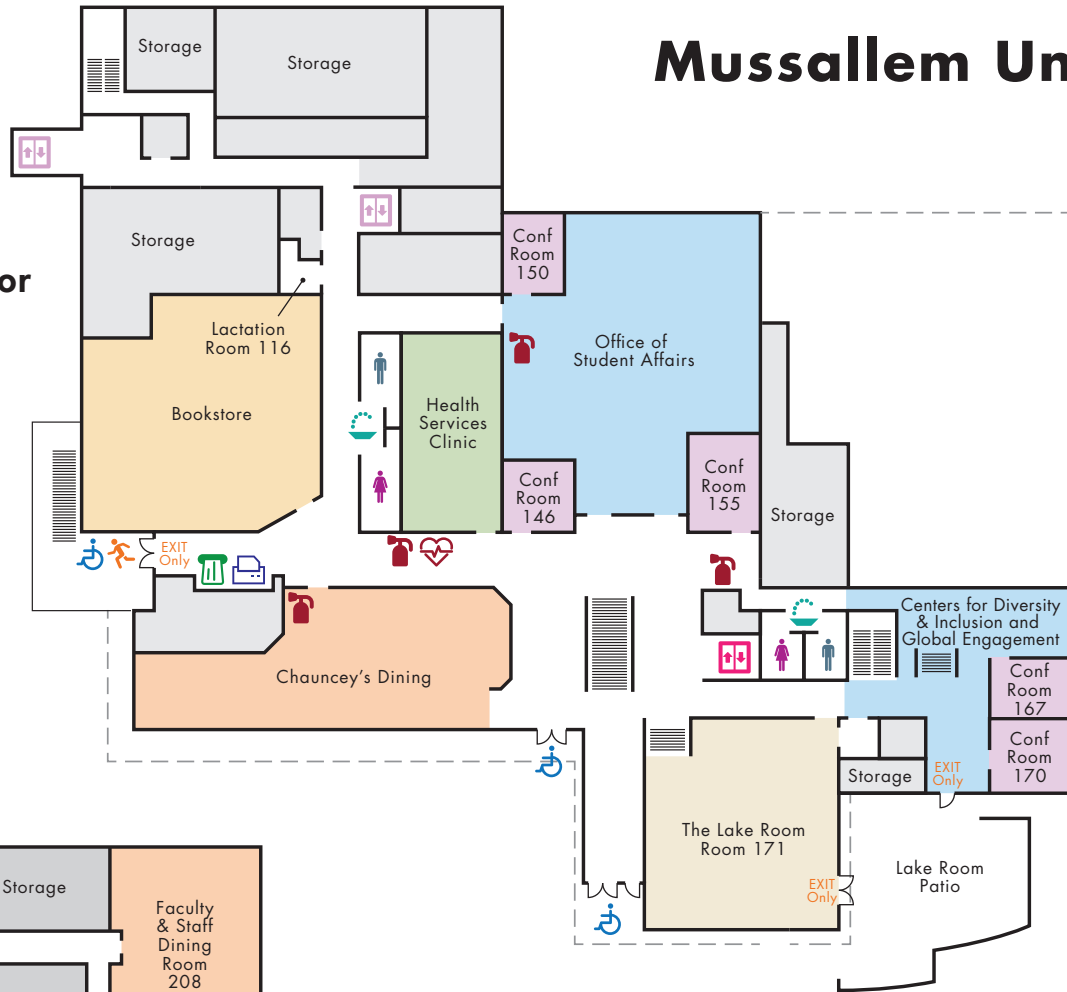 Mussallem Un
Storage
Storage
Storage
or
Conf
Room
150
Lactation
Room 116
Office of
Student Affairs
Bookstore
Health
Services
Clinic
Conf
Room
146
Conf
Room
155
Storage
EXIT
Only
Centers for Diversity
& Inclusion and
Global Engagement
Chauncey's Dining
Conf
Room
167
Conf
Room
170
Storage
EXIT
Only
The Lake Room
Room 171
EXIT
Only
Lake Room
Patio
Storage
Faculty
& Staff
Dining
Room
208